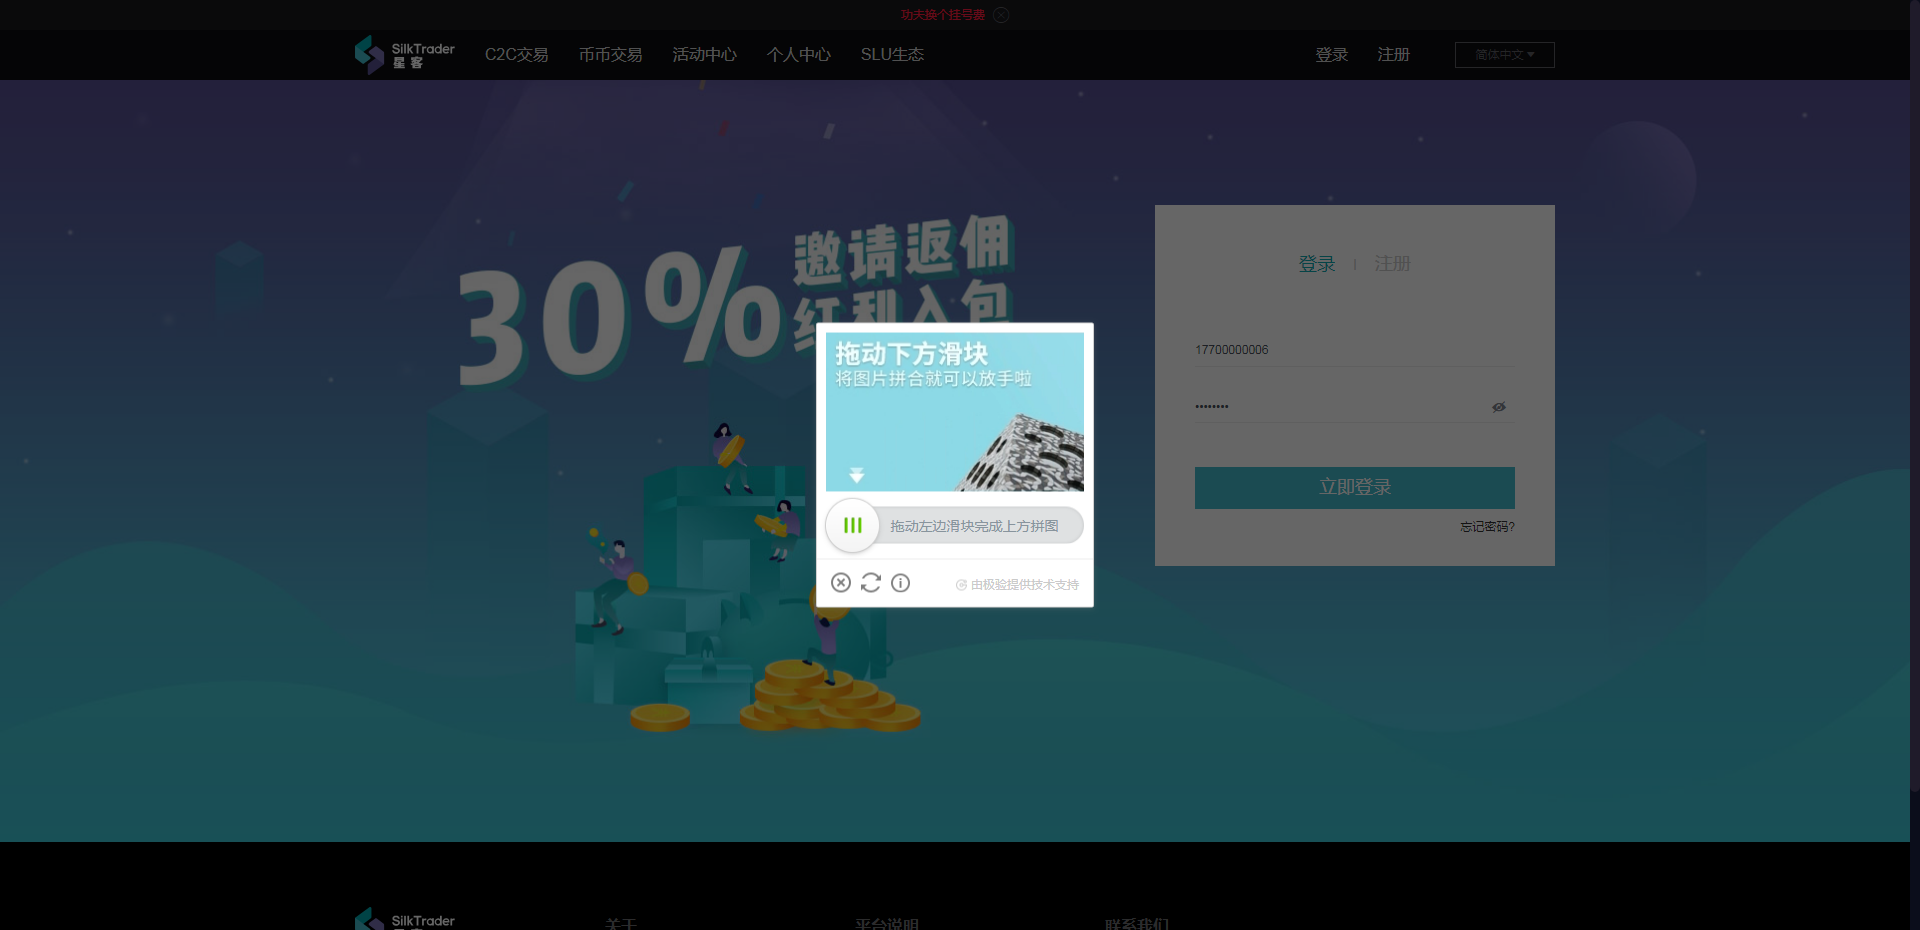 功夫换个挂号费
SilkTrader
星客
C2C交易 币币交易 活动中心 个人中心 SLU生态 登录 注册 简体中文
30% 邀请返佣
红利入包
登录 | 注册
17700000006
立即登录
忘记密码?
拖动下方滑块
将图片拼合就可以放手啦
拖动左边滑块完成上方拼图
由极验提供技术支持
SilkTrader 关于 平台说明 联系我们